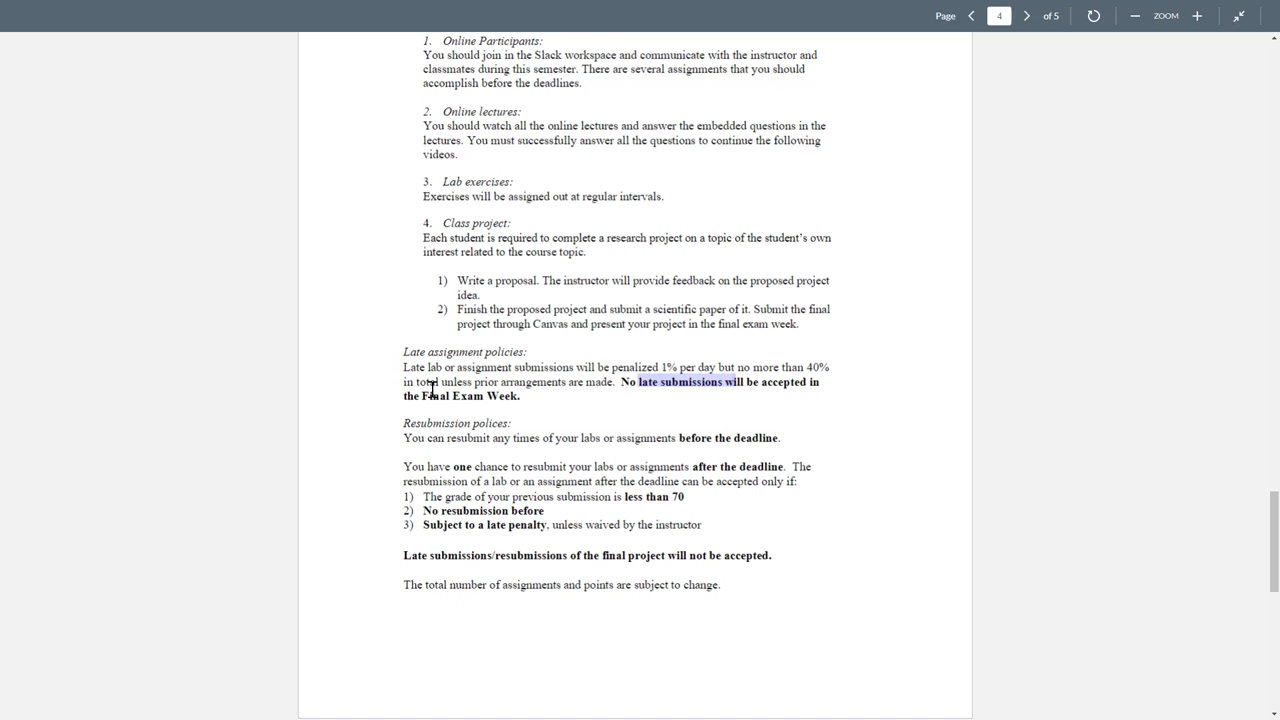 Page 4 of 5 ZOOM
1. Online Participants:
You should join in the Slack workspace and communicate with the instructor and
classmates during this semester. There are several assignments that you should
accomplish before the deadlines.
2. Online lectures:
You should watch all the online lectures and answer the embedded questions in the
lectures. You must successfully answer all the questions to continue the following
videos.
3. Lab exercises:
Exercises will be assigned out at regular intervals.
4. Class project:
Each student is required to complete a research project on a topic of the student’s own
interest related to the course topic.
1) Write a proposal. The instructor will provide feedback on the proposed project
idea.
2) Finish the proposed project and submit a scientific paper of it. Submit the final
project through Canvas and present your project in the final exam week.
Late assignment policies:
Late lab or assignment submissions will be penalized 1% per day but no more than 40%
in total unless prior arrangements are made. No late submissions will be accepted in
the Final Exam Week.
Resubmission polices:
You can resubmit any times of your labs or assignments before the deadline.
You have one chance to resubmit your labs or assignments after the deadline. The
resubmission of a lab or an assignment after the deadline can be accepted only if:
1) The grade of your previous submission is less than 70
2) No resubmission before
3) Subject to a late penalty, unless waived by the instructor
Late submissions/resubmissions of the final project will not be accepted.
The total number of assignments and points are subject to change.